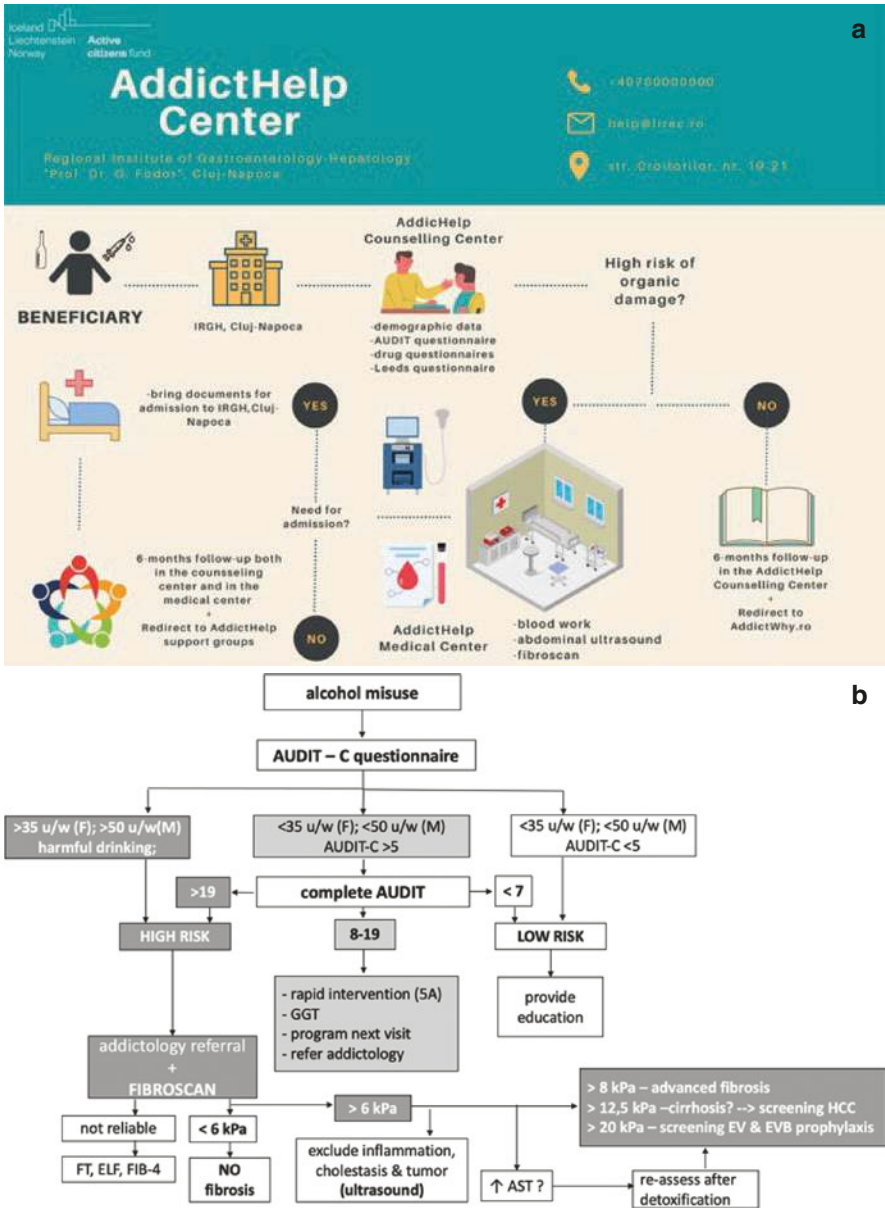 a
Iceland
Liechtenstein Active
Norway citizens fund
AddictHelp
Center
Regional Institute of Gastroenterology-Hepatology
"Prof. Dr. O. Fodor", Cluj-Napoca
+40700000000
help@lirec.ro
str. Croitorilor, nr. 19-21
BENEFICIARY
IRGH, Cluj-Napoca
AddicHelp
Counselling Center
-demographic data
-AUDIT questionnaire
-drug questionnaires
-Leeds questionnaire
High risk of
organic
damage?
-bring documents for
admission to IRGH,Cluj-
Napoca
YES
YES
NO
Need for
admission?
6-months follow-up both
in the counsseling
center and in the
medical center
+
Redirect to AddictHelp
support groups
NO
AddictHelp
Medical Center
-blood work
-abdominal ultrasound
-fibroscan
6-months follow-up
in the AddictHelp
Counselling Center
+
Redirect to
AddictWhy.ro
b
alcohol misuse
AUDIT – C questionnaire
>35 u/w (F); >50 u/w(M)
harmful drinking;
<35 u/w (F); <50 u/w (M)
AUDIT-C >5
<35 u/w (F); <50 u/w (M)
AUDIT-C <5
>19
complete AUDIT
< 7
HIGH RISK
8-19
LOW RISK
- rapid intervention (5A)
- GGT
- program next visit
- refer addictology
provide
education
addictology referral
+
FIBROSCAN
> 6 kPa
> 8 kPa – advanced fibrosis
> 12,5 kPa –cirrhosis? --> screening HCC
> 20 kPa – screening EV & EVB prophylaxis
not reliable
< 6 kPa
exclude inflammation,
cholestasis & tumor
(ultrasound)
FT, ELF, FIB-4
NO
fibrosis
↑ AST ?
re-assess after
detoxification